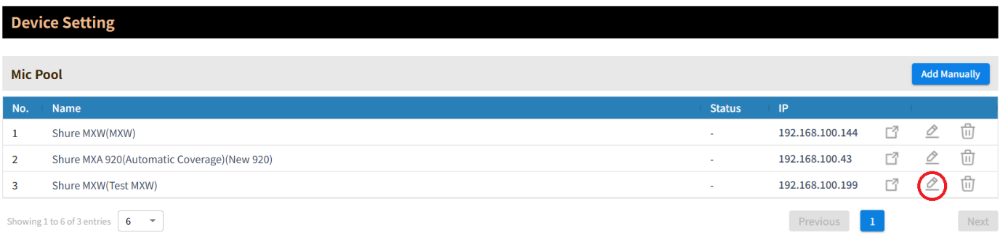 Device Setting
Mic Pool
Add Manually
No. Name Status IP
1 Shure MXW(MXW) - 192.168.100.144
2 Shure MXA 920(Automatic Coverage)(New 920) - 192.168.100.43
3 Shure MXW(Test MXW) - 192.168.100.199
Showing 1 to 6 of 3 entries 6 Previous 1 Next